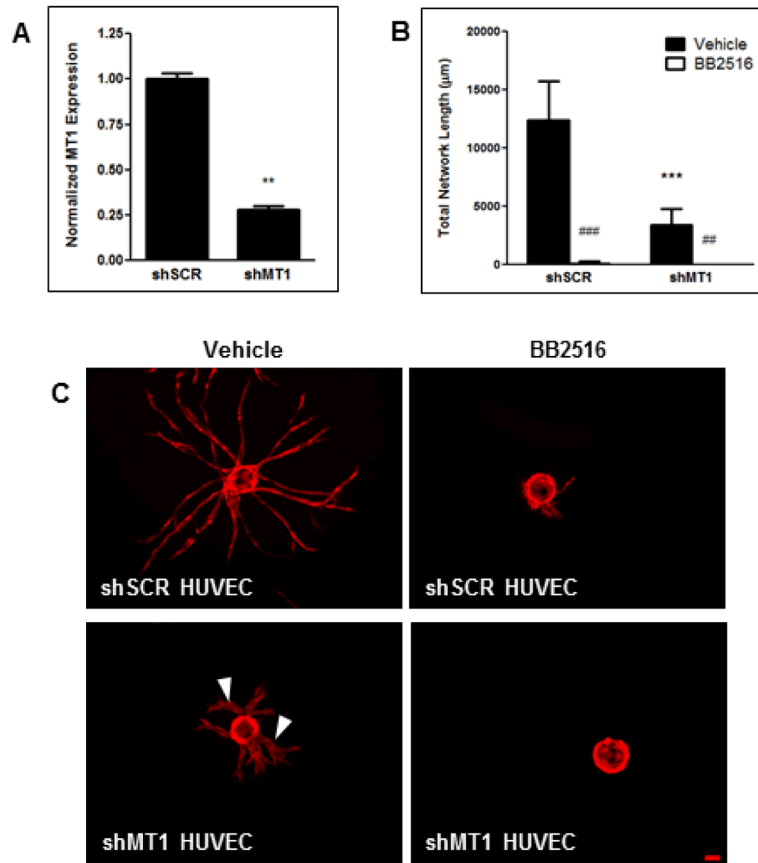 A
Normalized MT1 Expression
1.25
1.00
0.75
0.50
0.25
0.00
**
shSCR
shMT1
B
Total Network Length (μm)
20000
15000
10000
5000
0
Vehicle
BB2516
###
***
##
shSCR
shMT1
C
Vehicle
BB2516
shSCR HUVEC
shSCR HUVEC
shMT1 HUVEC
shMT1 HUVEC